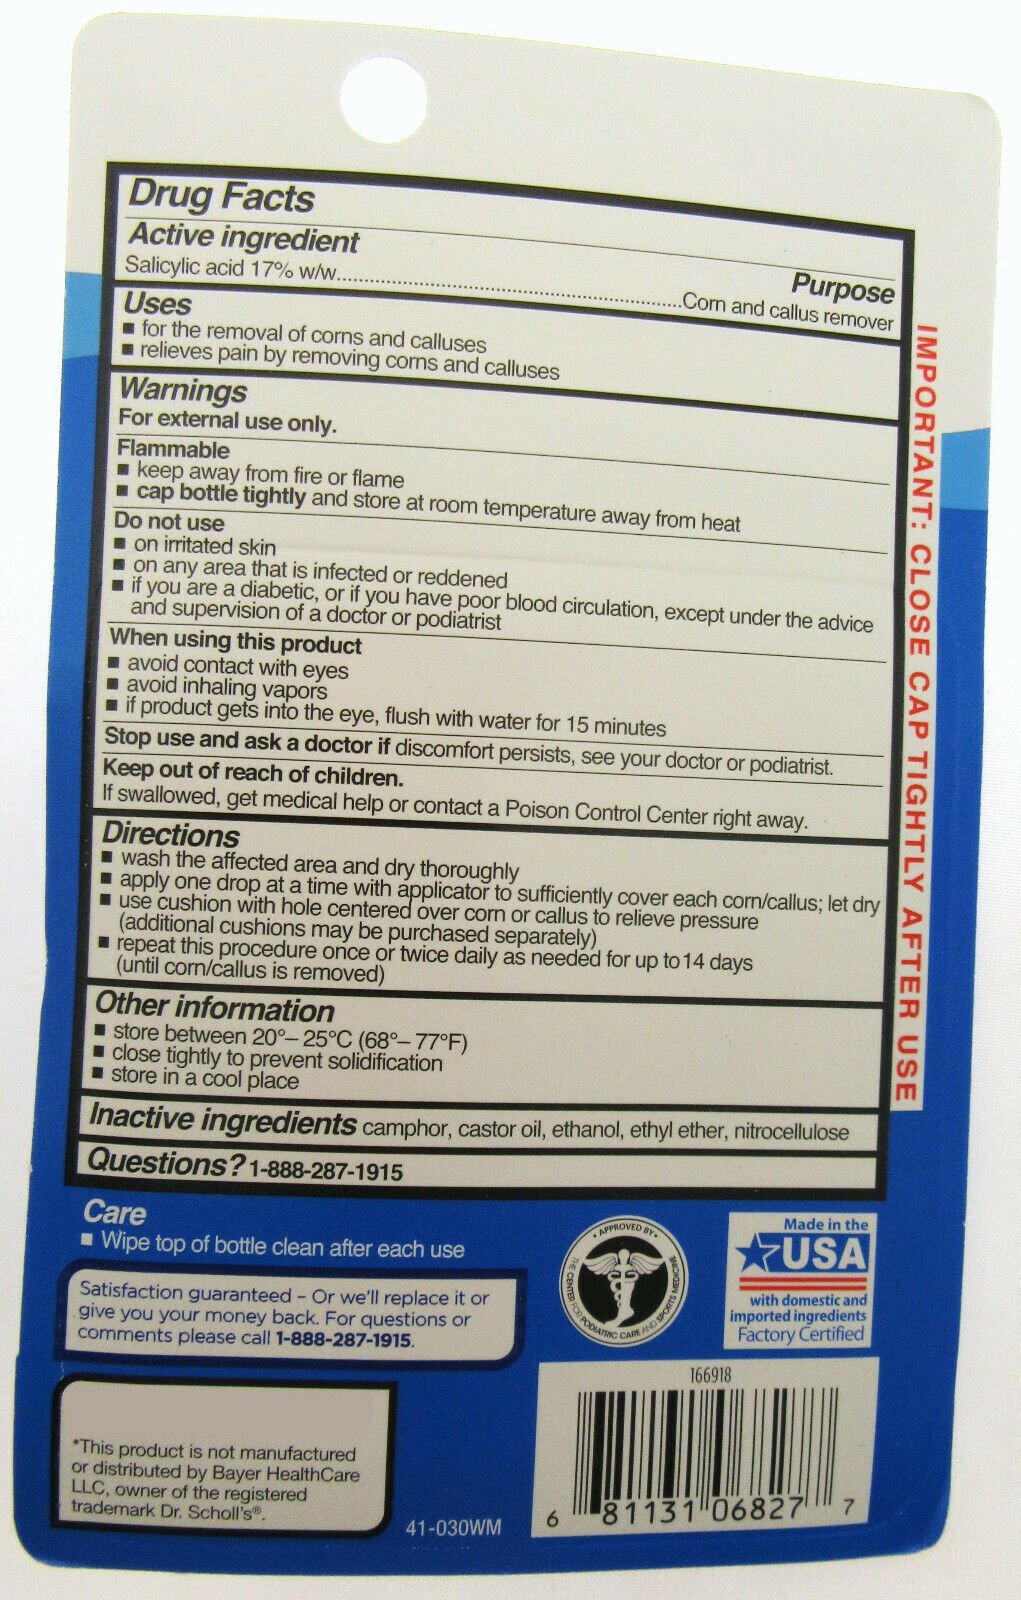 Drug Facts
Active ingredient
Purpose
Salicylic acid 17% w/w..........Corn and callus remover
Uses
■ for the removal of corns and calluses
■ relieves pain by removing corns and calluses
Warnings
For external use only.
Flammable
■ keep away from fire or flame
■ cap bottle tightly and store at room temperature away from heat
Do not use
■ on irritated skin
■ on any area that is infected or reddened
■ if you are a diabetic, or if you have poor blood circulation, except under the advice
and supervision of a doctor or podiatrist
When using this product
■ avoid contact with eyes
■ avoid inhaling vapors
■ if product gets into the eye, flush with water for 15 minutes
Stop use and ask a doctor if discomfort persists, see your doctor or podiatrist.
Keep out of reach of children.
If swallowed, get medical help or contact a Poison Control Center right away.
Directions
■ wash the affected area and dry thoroughly
■ apply one drop at a time with applicator to sufficiently cover each corn/callus; let dry
■ use cushion with hole centered over corn or callus to relieve pressure
(additional cushions may be purchased separately)
■ repeat this procedure once or twice daily as needed for up to 14 days
(until corn/callus is removed)
Other information
■ store between 20°– 25°C (68°– 77°F)
■ close tightly to prevent solidification
■ store in a cool place
Inactive ingredients camphor, castor oil, ethanol, ethyl ether, nitrocellulose
Questions? 1-888-287-1915
IMPORTANT: CLOSE CAP TIGHTLY AFTER USE
Care
■ Wipe top of bottle clean after each use
Satisfaction guaranteed – Or we'll replace it or
give you your money back. For questions or
comments please call 1-888-287-1915.
• APPROVED BY •
THE CENTER FOR PODIATRIC CARE AND SPORTS MEDICINE
Made in the
USA
with domestic and
imported ingredients
Factory Certified
*This product is not manufactured
or distributed by Bayer HealthCare
LLC, owner of the registered
trademark Dr. Scholl's®.
41-030WM
166918
6 81131 06827 7